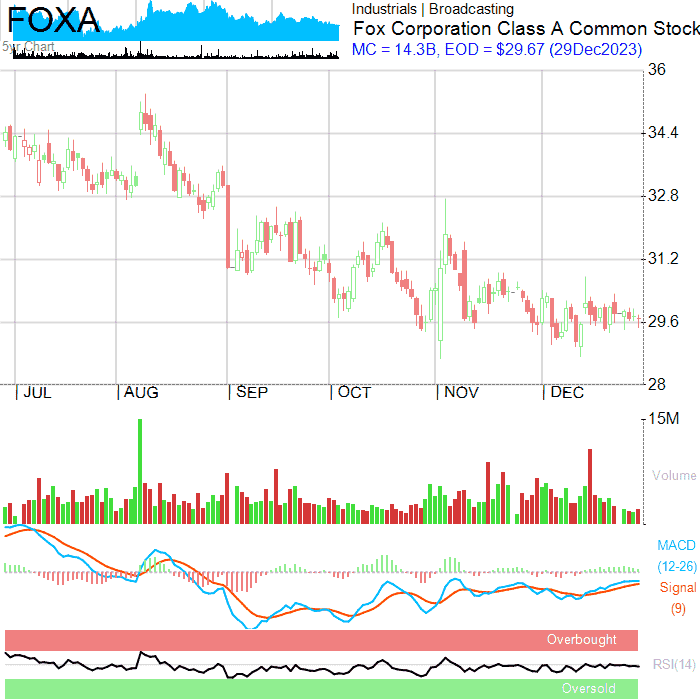 FOXA
5yr Chart
Industrials | Broadcasting
Fox Corporation Class A Common Stock
MC = 14.3B, EOD = $29.67 (29Dec2023)
36
34.4
32.8
31.2
29.6
28
JUL AUG SEP OCT NOV DEC
15M
Volume
MACD
(12-26)
Signal
(9)
Overbought
RSI(14)
Oversold